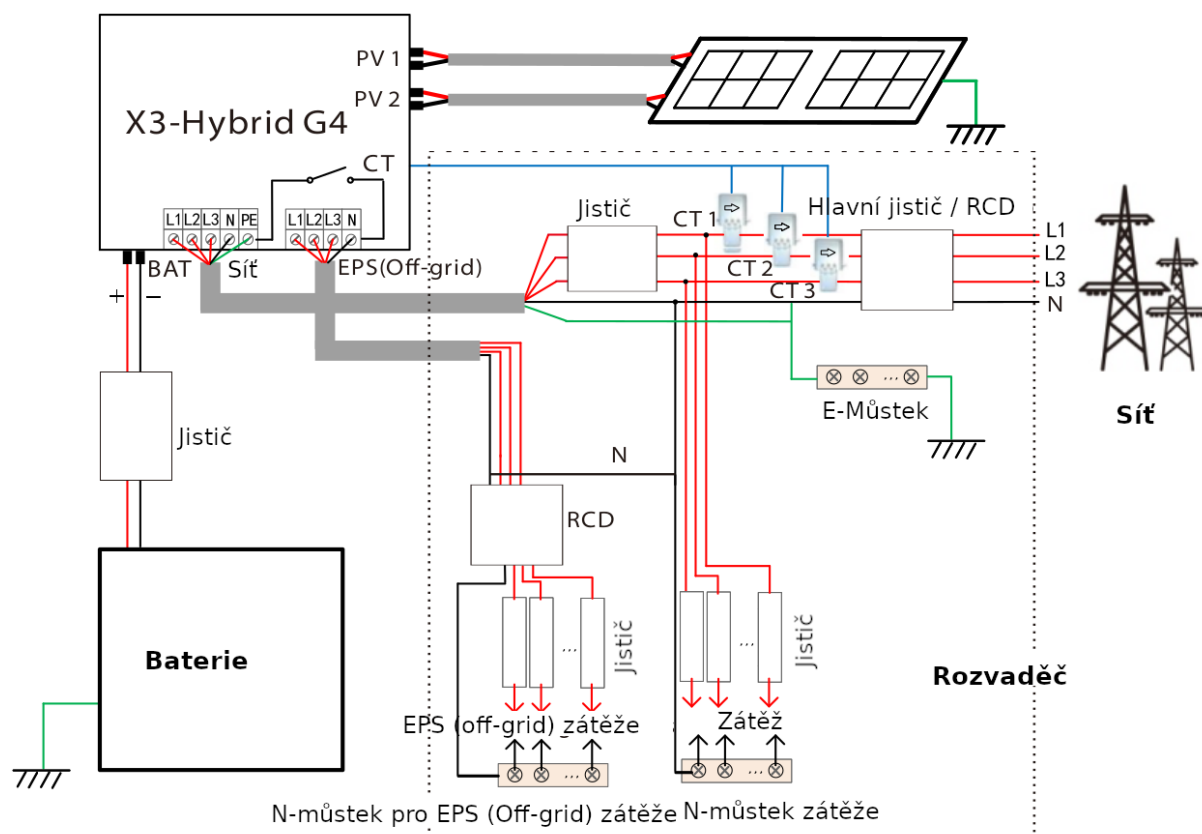 PV 1
PV 2
X3-Hybrid G4
CT
L1 L2 L3 N PE
L1 L2 L3 N
BAT
Síť
EPS(Off-grid)
+
–
Jistič
CT 1
CT 2
CT 3
Hlavní jistič / RCD
L1
L2
L3
N
...
E-Můstek
Síť
Jistič
N
RCD
Baterie
...
Jistič
...
Jistič
Rozvaděč
EPS (off-grid) zátěže
Zátěž
...
...
N-můstek pro EPS (Off-grid) zátěže
N-můstek zátěže